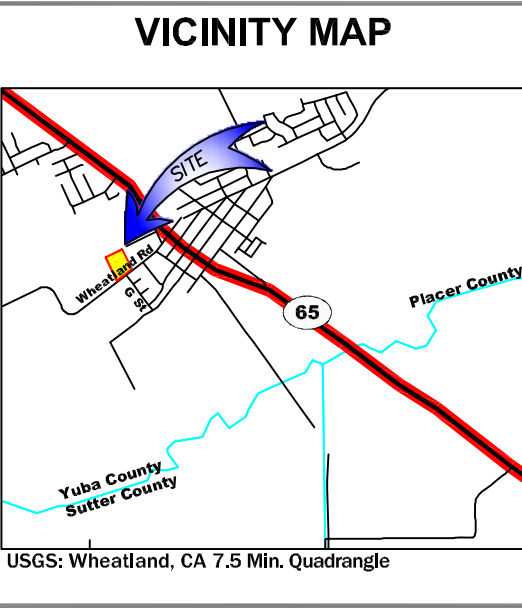 VICINITY MAP
SITE
Wheatland Rd
G St
65
Placer County
Yuba County
Sutter County
USGS: Wheatland, CA 7.5 Min. Quadrangle